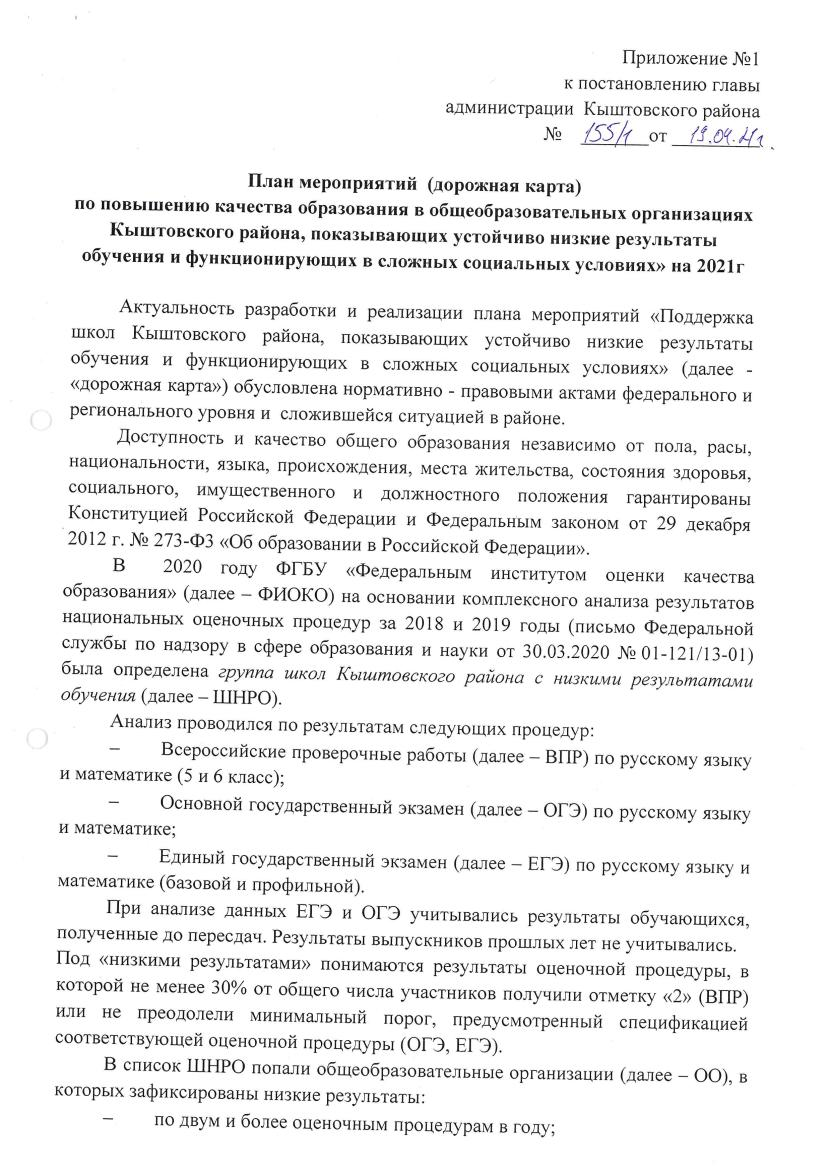 Приложение №1
к постановлению главы
администрации Кыштовского района
№ 155/1 от 19.04.21г.
План мероприятий (дорожная карта)
по повышению качества образования в общеобразовательных организациях
Кыштовского района, показывающих устойчиво низкие результаты
обучения и функционирующих в сложных социальных условиях» на 2021г
Актуальность разработки и реализации плана мероприятий «Поддержка
школ Кыштовского района, показывающих устойчиво низкие результаты
обучения и функционирующих в сложных социальных условиях» (далее -
«дорожная карта») обусловлена нормативно - правовыми актами федерального и
регионального уровня и сложившейся ситуацией в районе.
Доступность и качество общего образования независимо от пола, расы,
национальности, языка, происхождения, места жительства, состояния здоровья,
социального, имущественного и должностного положения гарантированы
Конституцией Российской Федерации и Федеральным законом от 29 декабря
2012 г. № 273-ФЗ «Об образовании в Российской Федерации».
В 2020 году ФГБУ «Федеральным институтом оценки качества
образования» (далее – ФИОКО) на основании комплексного анализа результатов
национальных оценочных процедур за 2018 и 2019 годы (письмо Федеральной
службы по надзору в сфере образования и науки от 30.03.2020 № 01-121/13-01)
была определена группа школ Кыштовского района с низкими результатами
обучения (далее – ШНРО).
Анализ проводился по результатам следующих процедур:
– Всероссийские проверочные работы (далее – ВПР) по русскому языку
и математике (5 и 6 класс);
– Основной государственный экзамен (далее – ОГЭ) по русскому языку
и математике;
– Единый государственный экзамен (далее – ЕГЭ) по русскому языку и
математике (базовой и профильной).
При анализе данных ЕГЭ и ОГЭ учитывались результаты обучающихся,
полученные до пересдач. Результаты выпускников прошлых лет не учитывались.
Под «низкими результатами» понимаются результаты оценочной процедуры, в
которой не менее 30% от общего числа участников получили отметку «2» (ВПР)
или не преодолели минимальный порог, предусмотренный спецификацией
соответствующей оценочной процедуры (ОГЭ, ЕГЭ).
В список ШНРО попали общеобразовательные организации (далее – ОО), в
которых зафиксированы низкие результаты:
– по двум и более оценочным процедурам в году;